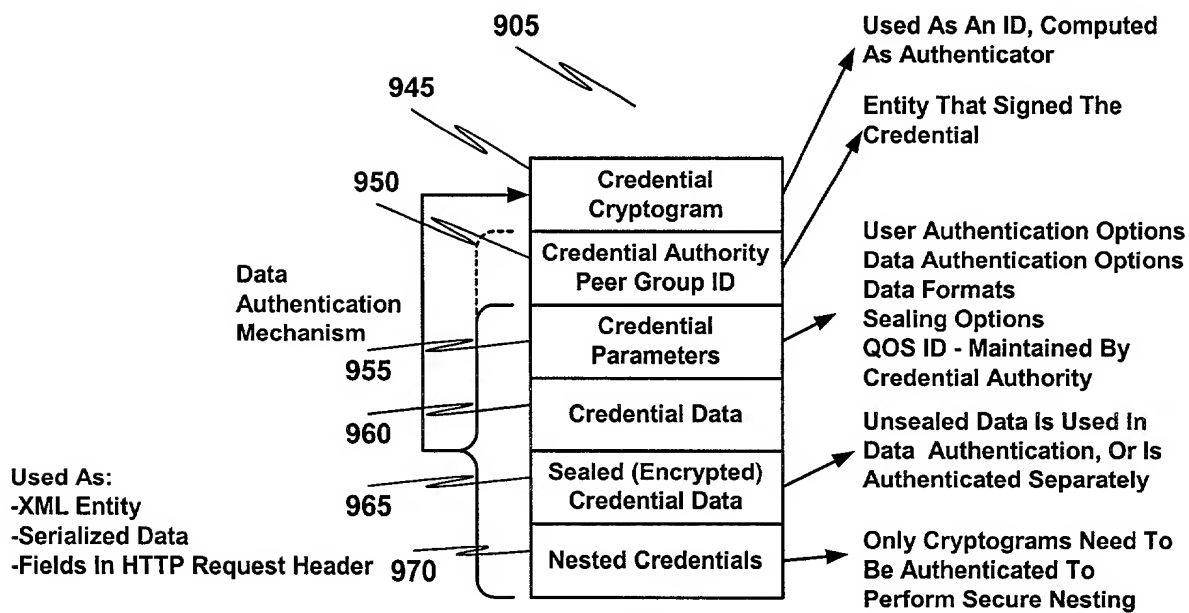 905
945
950
Data
Authentication
Mechanism
955
960
965
970
Used As:
-XML Entity
-Serialized Data
-Fields In HTTP Request Header
Credential
Cryptogram
Credential Authority
Peer Group ID
Credential
Parameters
Credential Data
Sealed (Encrypted)
Credential Data
Nested Credentials
Used As An ID, Computed
As Authenticator
Entity That Signed The
Credential
User Authentication Options
Data Authentication Options
Data Formats
Sealing Options
QOS ID - Maintained By
Credential Authority
Unsealed Data Is Used In
Data Authentication, Or Is
Authenticated Separately
Only Cryptograms Need To
Be Authenticated To
Perform Secure Nesting